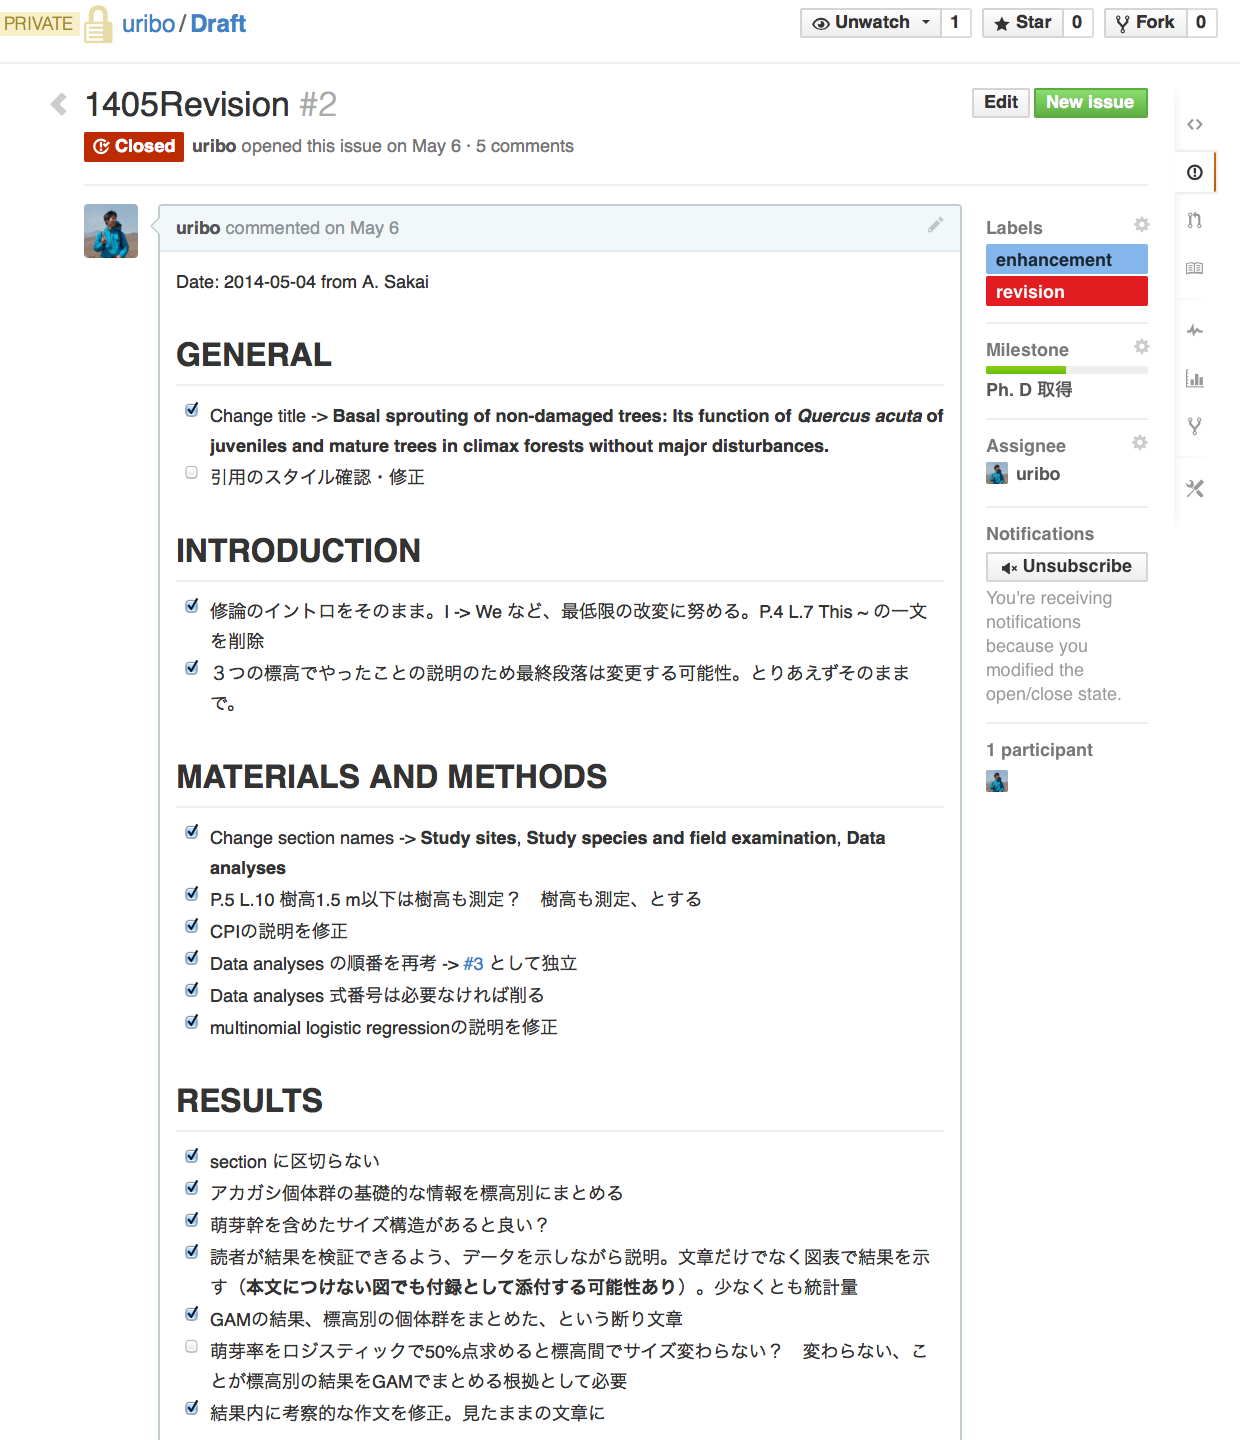 PRIVATE uribo / Draft Unwatch 1 Star 0 Fork 0
1405Revision #2
Edit New issue
Closed uribo opened this issue on May 6 · 5 comments
uribo commented on May 6
Date: 2014-05-04 from A. Sakai
GENERAL
Change title -> Basal sprouting of non-damaged trees: Its function of Quercus acuta of
juveniles and mature trees in climax forests without major disturbances.
引用のスタイル確認・修正
INTRODUCTION
修論のイントロをそのまま。I -> We など、最低限の改変に努める。P.4 L.7 This ~ の一文
を削除
３つの標高でやったことの説明のため最終段落は変更する可能性。とりあえずそのまま
で。
MATERIALS AND METHODS
Change section names -> Study sites, Study species and field examination, Data
analyses
P.5 L.10 樹高1.5 m以下は樹高も測定？　樹高も測定、とする
CPIの説明を修正
Data analyses の順番を再考 -> #3 として独立
Data analyses 式番号は必要なければ削る
multinomial logistic regressionの説明を修正
RESULTS
section に区切らない
アカガシ個体群の基礎的な情報を標高別にまとめる
萌芽幹を含めたサイズ構造があると良い？
読者が結果を検証できるよう、データを示しながら説明。文章だけでなく図表で結果を示
す（本文につけない図でも付録として添付する可能性あり）。少なくとも統計量
GAMの結果、標高別の個体群をまとめた、という断り文章
萌芽率をロジスティックで50%点求めると標高間でサイズ変わらない？　変わらない、こ
とが標高別の結果をGAMでまとめる根拠として必要
結果内に考察的な作文を修正。見たままの文章に
Labels
enhancement
revision
Milestone
Ph. D 取得
Assignee
uribo
Notifications
Unsubscribe
You're receiving
notifications
because you
modified the
open/close state.
1 participant